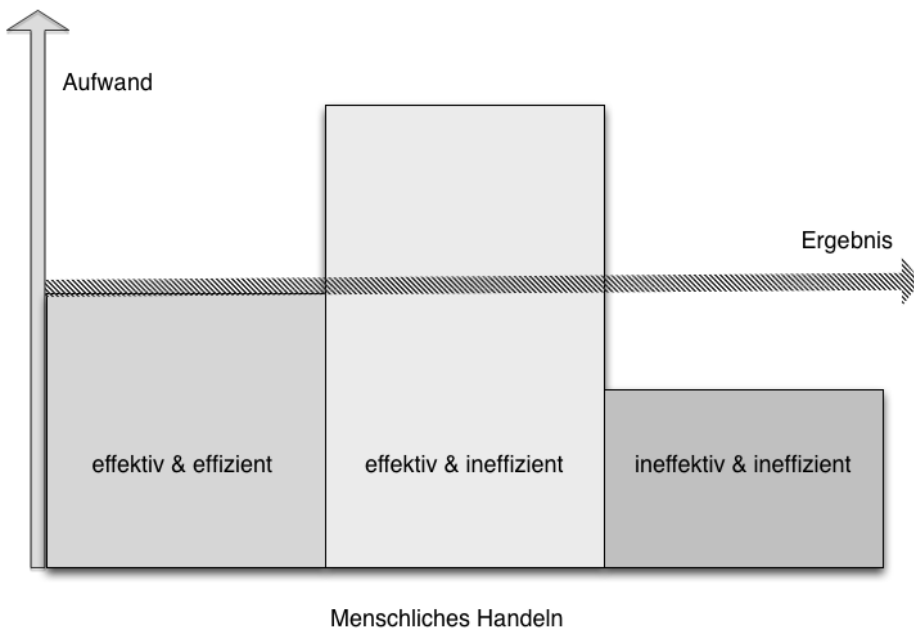 Aufwand
Ergebnis
effektiv & effizient
effektiv & ineffizient
ineffektiv & ineffizient
Menschliches Handeln